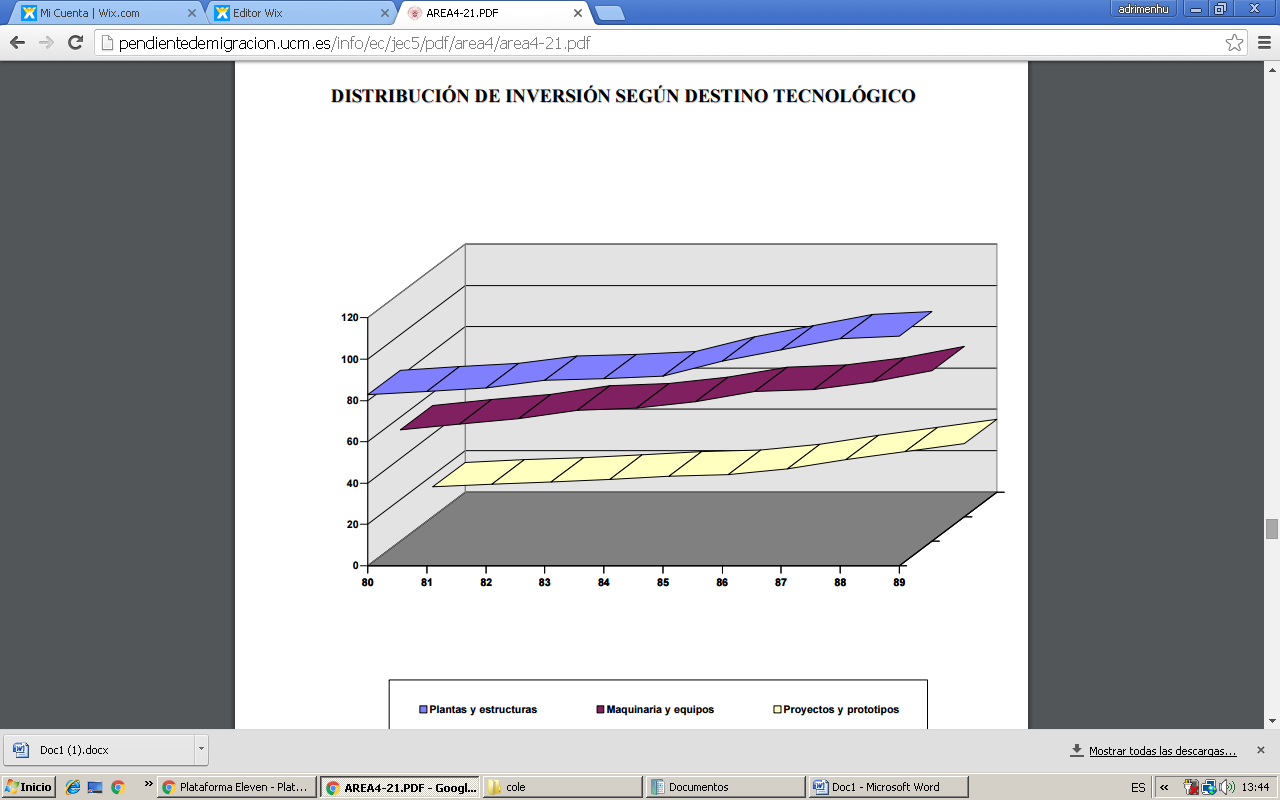 Mi Cuenta | Wix.com
Editor Wix
AREA4-21.PDF
adrimenhu
pendientedemigracion.ucm.es/info/ec/jec5/pdf/area4/area4-21.pdf
DISTRIBUCIÓN DE INVERSIÓN SEGÚN DESTINO TECNOLÓGICO
120
100
80
60
40
20
0
80 81 82 83 84 85 86 87 88 89
Plantas y estructuras Maquinaria y equipos Proyectos y prototipos
Doc1 (1).docx
Mostrar todas las descargas...
Inicio
Plataforma Eleven - Plat...
AREA4-21.PDF - Googl...
cole
Documentos
Doc1 - Microsoft Word
ES
13:44